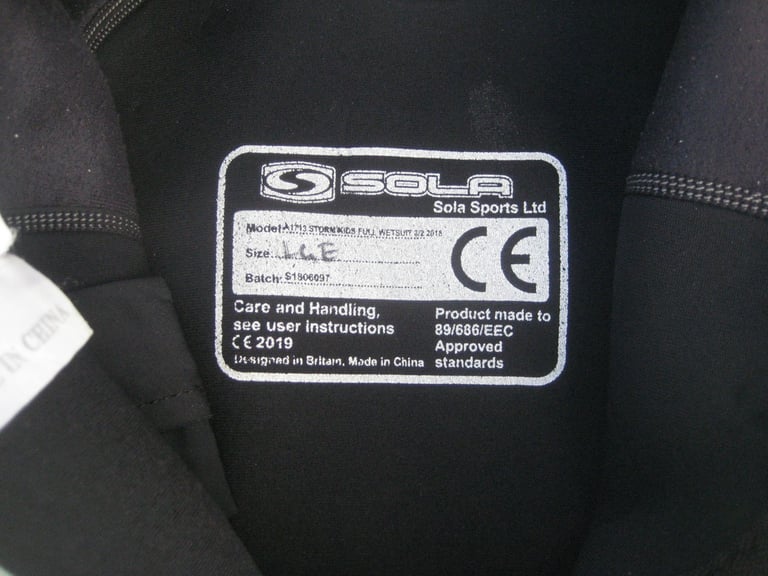 SOLA
Sola Sports Ltd
Model: A1713 STORM KIDS FULL WETSUIT 2/2 2018
Size: LGE
Batch: S1806097
CE
Care and Handling,
see user instructions
CE 2019
Designed in Britain, Made in China
Product made to
89/686/EEC
Approved
standards
IN CHINA